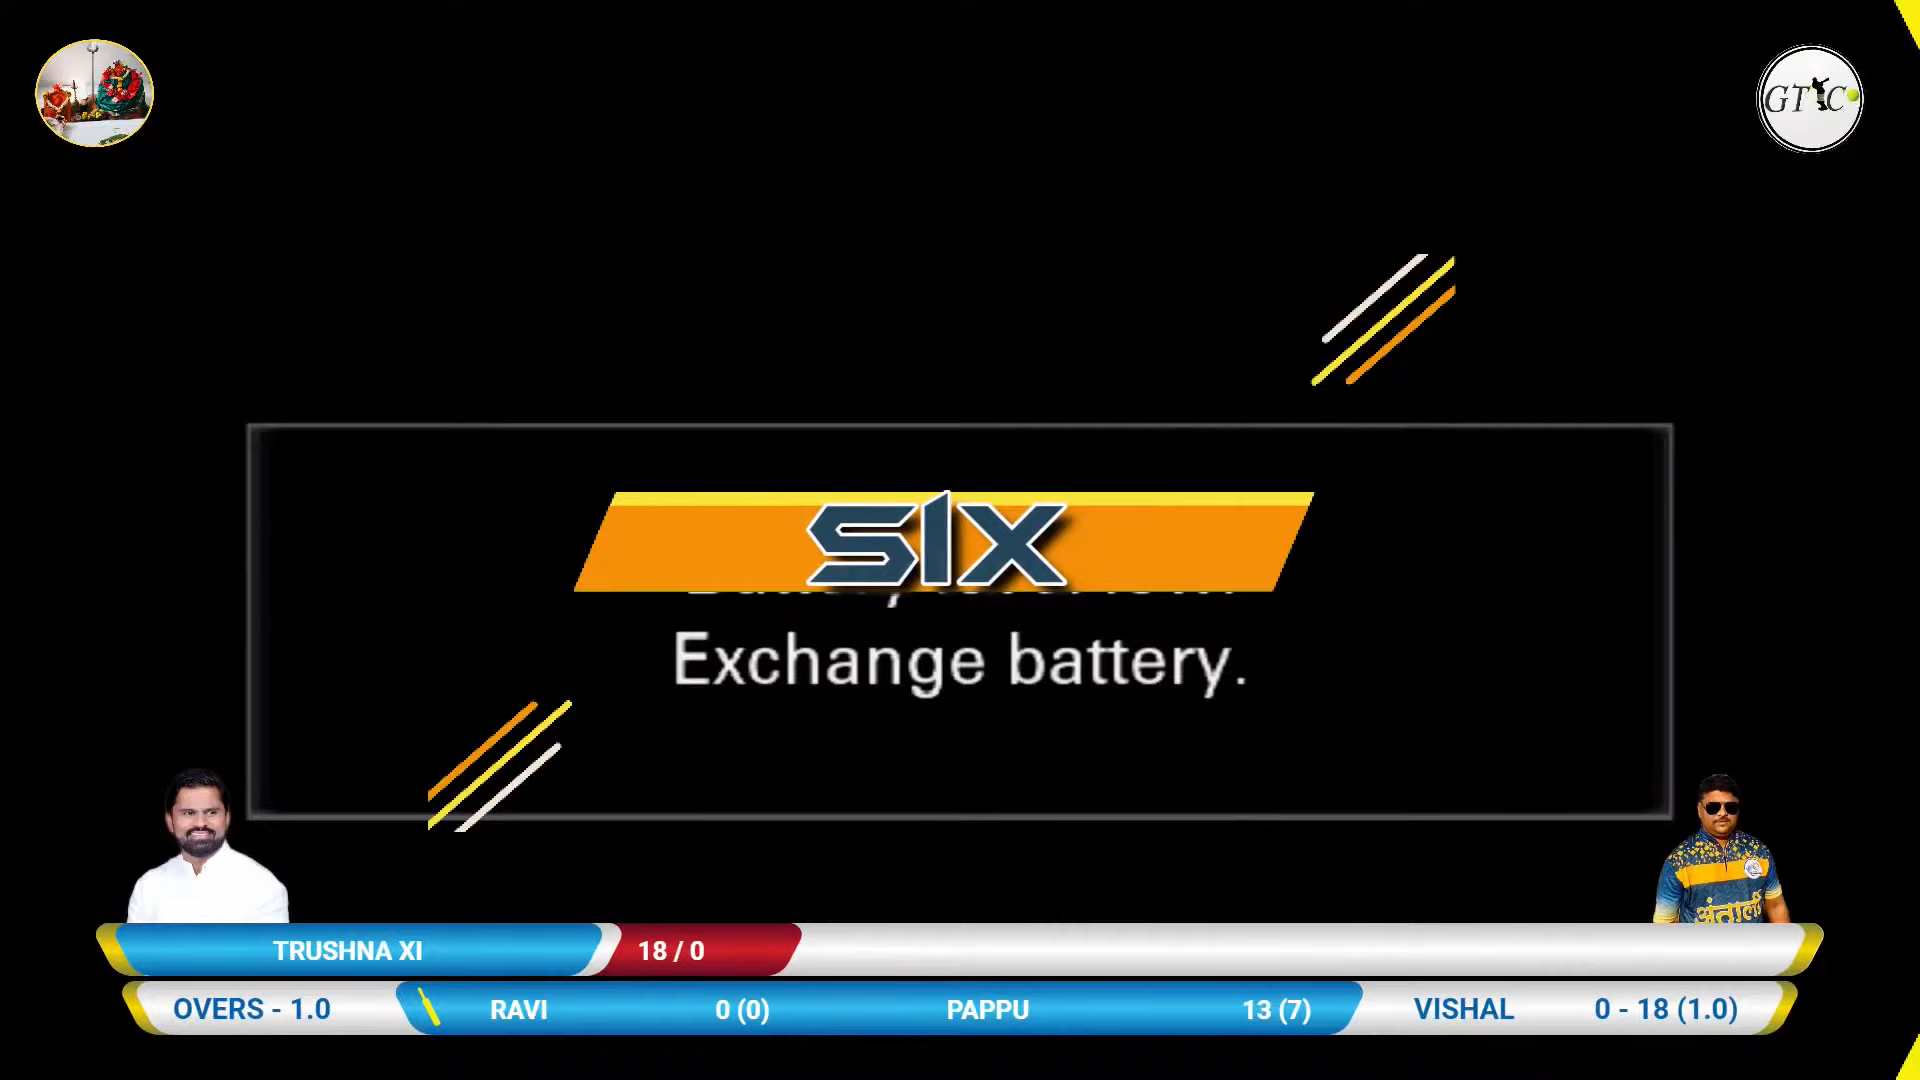 GTC
SIX
Exchange battery.
अंताली
TRUSHNA XI 18 / 0
OVERS - 1.0 RAVI 0 (0) PAPPU 13 (7) VISHAL 0 - 18 (1.0)